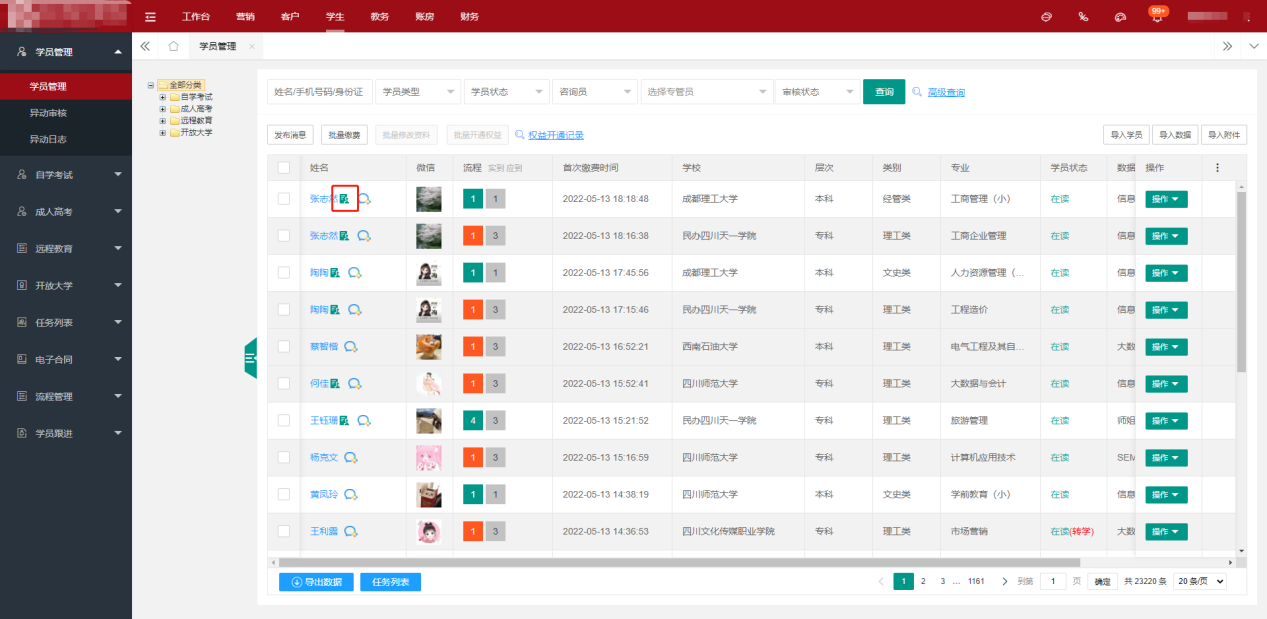 工作台 营销 客户 学生 教务 账房 财务 99+
学员管理
学员管理
异动审核
异动日志
自学考试
成人高考
远程教育
开放大学
任务列表
电子合同
流程管理
学员跟进
学员管理 ×
全部分类
自学考试
成人高考
远程教育
开放大学
姓名/手机号码/身份证 学员类型 学员状态 咨询员 选择专管员 审核状态 查询 高级查询
发布消息 批量缴费 批量修改资料 批量开通权益 权益开通记录 导入学员 导入数据 导入附件
姓名 微信 流程 实到 应到 首次缴费时间 学校 层次 类别 专业 学员状态 数据 操作
张志然 1 1 2022-05-13 18:18:48 成都理工大学 本科 经管类 工商管理（小） 在读 信息 操作
张志然 1 3 2022-05-13 18:16:38 民办四川天一学院 专科 理工类 工商企业管理 在读 信息 操作
陶陶 1 1 2022-05-13 17:45:56 成都理工大学 本科 文史类 人力资源管理（... 在读 信息 操作
陶陶 1 3 2022-05-13 17:15:46 民办四川天一学院 专科 理工类 工程造价 在读 信息 操作
蔡智楷 1 3 2022-05-13 16:52:21 西南石油大学 本科 理工类 电气工程及其自... 在读 大数 操作
何佳 1 3 2022-05-13 15:52:41 四川师范大学 专科 理工类 大数据与会计 在读 信息 操作
王钰珊 4 3 2022-05-13 15:21:52 民办四川天一学院 专科 理工类 旅游管理 在读 师姐 操作
杨亮文 1 3 2022-05-13 15:16:59 四川师范大学 专科 理工类 计算机应用技术 在读 SEM 操作
黄凤玲 1 1 2022-05-13 14:38:19 四川师范大学 本科 文史类 学前教育（小） 在读 信息 操作
王利露 1 3 2022-05-13 14:36:53 四川文化传媒职业学院 专科 理工类 市场营销 在读(转学) 大数 操作
导出数据 任务列表 1 2 3 ... 1161 到第 1 页 确定 共 23220 条 20 条/页